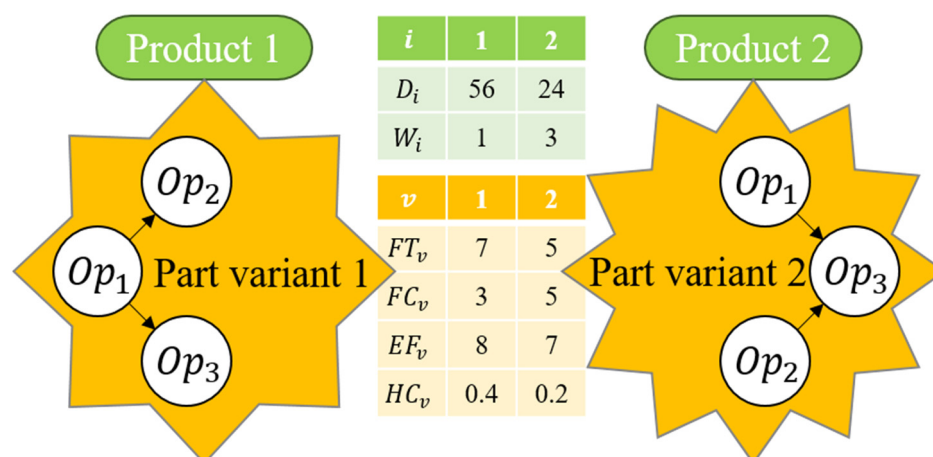 Product 1
Op₂
Op₁
Part variant 1
Op₃
i 1 2
Dᵢ 56 24
Wᵢ 1 3
v 1 2
FTᵥ 7 5
FCᵥ 3 5
EFᵥ 8 7
HCᵥ 0.4 0.2
Product 2
Op₁
Part variant 2
Op₃
Op₂